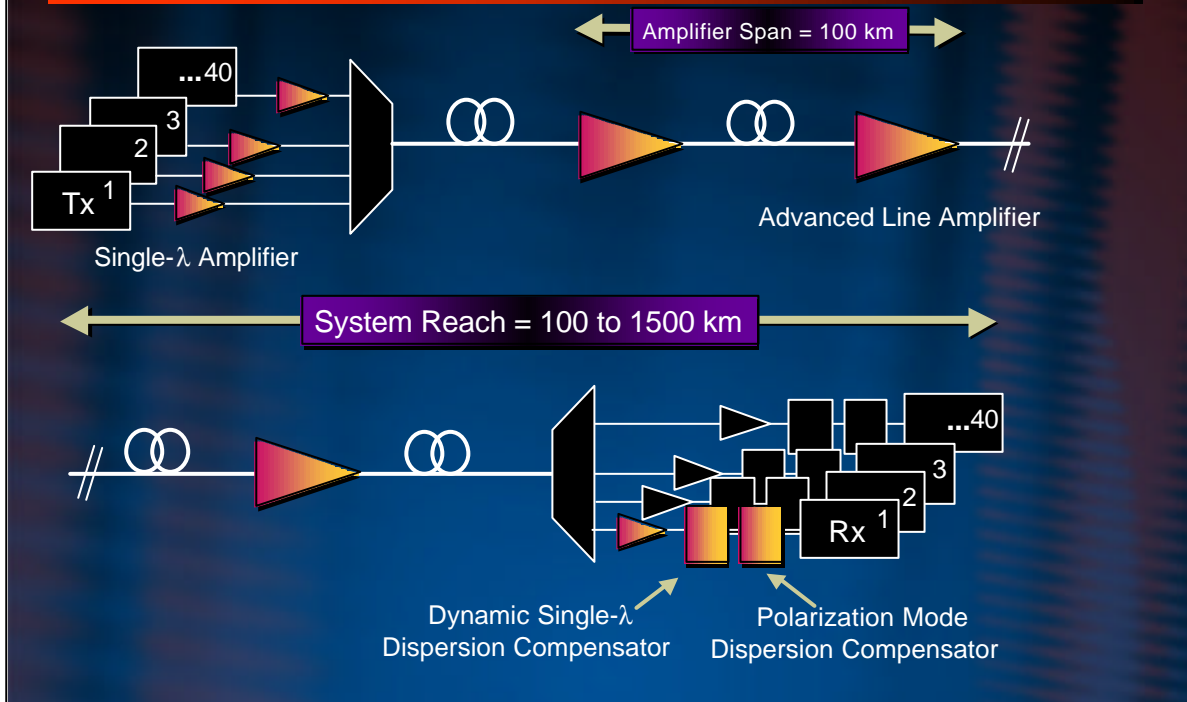 Amplifier Span = 100 km
...40
3
2
Tx 1
Single-λ Amplifier
Advanced Line Amplifier
System Reach = 100 to 1500 km
...40
3
2
Rx 1
Dynamic Single-λ
Dispersion Compensator
Polarization Mode
Dispersion Compensator